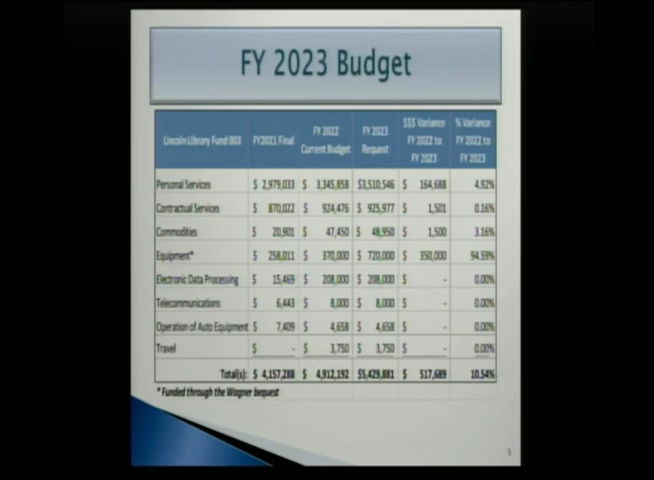 FY 2023 Budget
Lincoln Library Fund 003 FY2021 Final FY 2022 Current Budget FY 2023 Request $$$ Variance FY 2022 to FY 2023 % Variance FY 2022 to FY 2023
Personal Services $ 2,979,033 $ 3,345,858 $3,510,546 $ 164,688 4.92%
Contractual Services $ 870,022 $ 924,476 $ 925,977 $ 1,501 0.16%
Commodities $ 20,901 $ 47,450 $ 48,950 $ 1,500 3.16%
Equipment* $ 258,011 $ 370,000 $ 720,000 $ 350,000 94.59%
Electronic Data Processing $ 15,469 $ 208,000 $ 208,000 $ - 0.00%
Telecommunications $ 6,443 $ 8,000 $ 8,000 $ - 0.00%
Operation of Auto Equipment $ 7,409 $ 4,658 $ 4,658 $ - 0.00%
Travel $ - $ 3,750 $ 3,750 $ - 0.00%
Total(s): $ 4,157,288 $ 4,912,192 $5,429,881 $ 517,689 10.54%
* Funded through the Wagner bequest
5